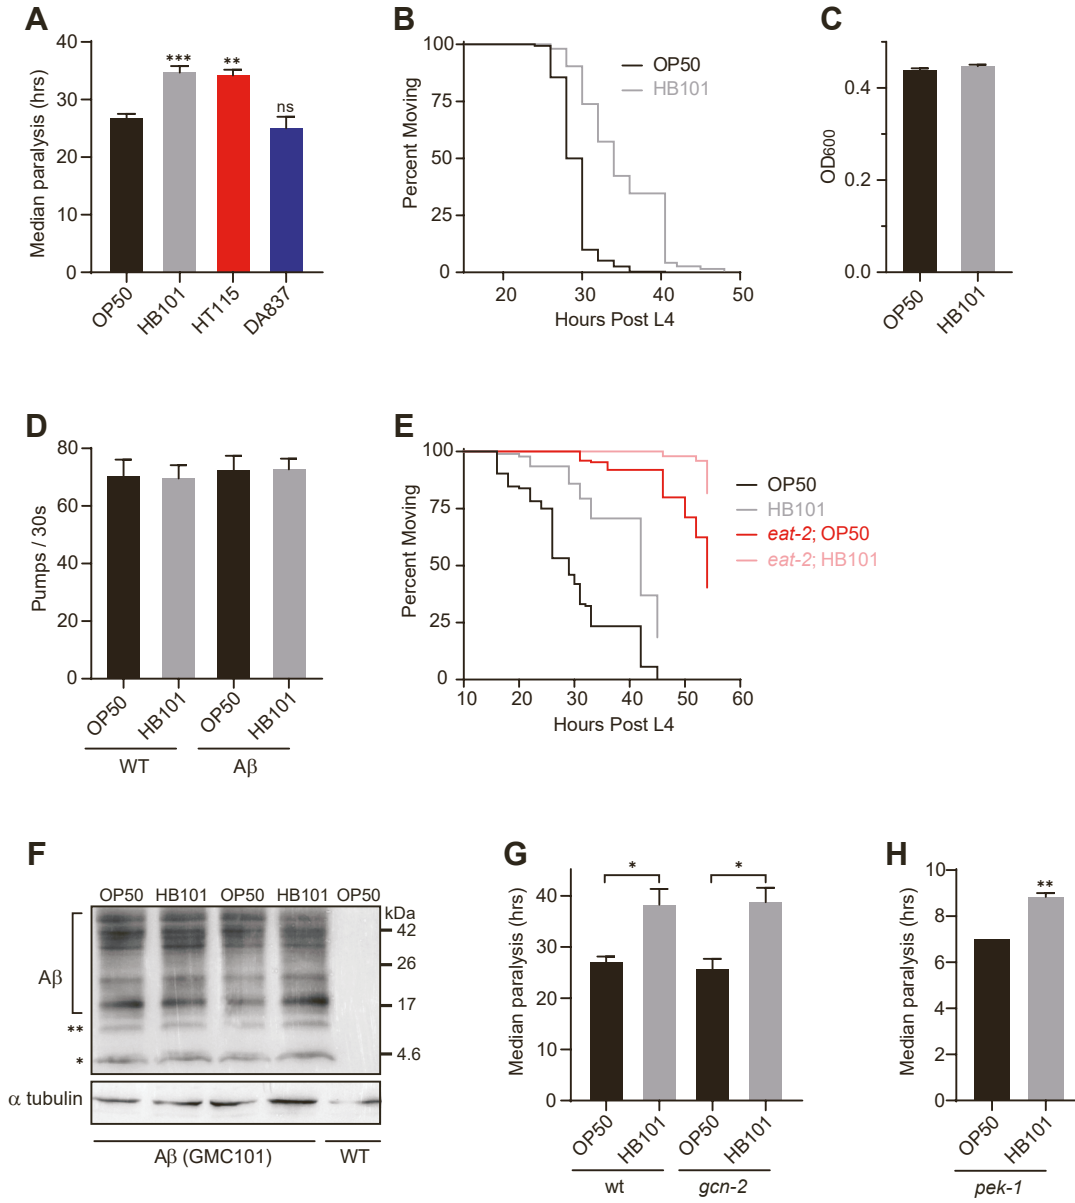 A
Median paralysis (hrs)
40
30
20
10
0
***
**
ns
OP50
HB101
HT115
DA837
B
Percent Moving
100
75
50
25
0
20
30
40
50
Hours Post L4
OP50
HB101
C
OD600
0.4
0.2
0.0
OP50
HB101
D
Pumps / 30s
80
60
40
20
0
OP50
HB101
OP50
HB101
WT
Aβ
E
Percent Moving
100
75
50
25
0
10
20
30
40
50
60
Hours Post L4
OP50
HB101
eat-2; OP50
eat-2; HB101
F
OP50 HB101 OP50 HB101 OP50
kDa
42
26
17
4.6
Aβ
**
*
α tubulin
Aβ (GMC101)
WT
G
Median paralysis (hrs)
40
30
20
10
0
*
*
OP50
HB101
OP50
HB101
wt
gcn-2
H
Median paralysis (hrs)
10
8
6
4
2
0
**
OP50
HB101
pek-1